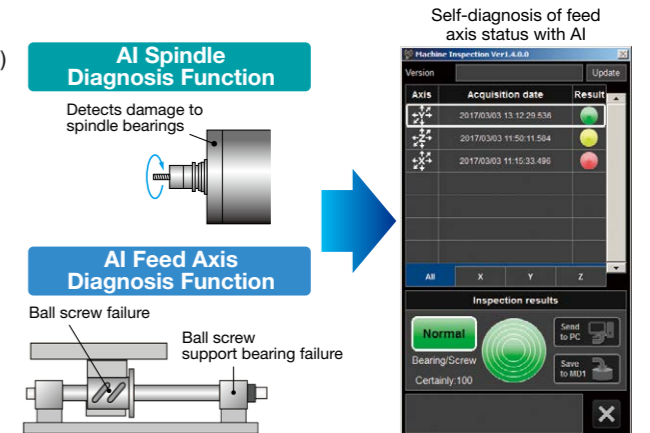 )
AI Spindle
Diagnosis Function
Detects damage to
spindle bearings
AI Feed Axis
Diagnosis Function
Ball screw failure
Ball screw
support bearing failure
Self-diagnosis of feed
axis status with AI
Machine Inspection Ver1.4.0.0
Version
Update
Axis Acquisition date Result
Y 2017/03/03 13:12:29.536
Z 2017/03/03 11:50:11.584
X 2017/03/03 11:15:33.496
All X Y Z
Inspection results
Normal
Bearing/Screw
Certainly:100
Send
to PC
Save
to MD1